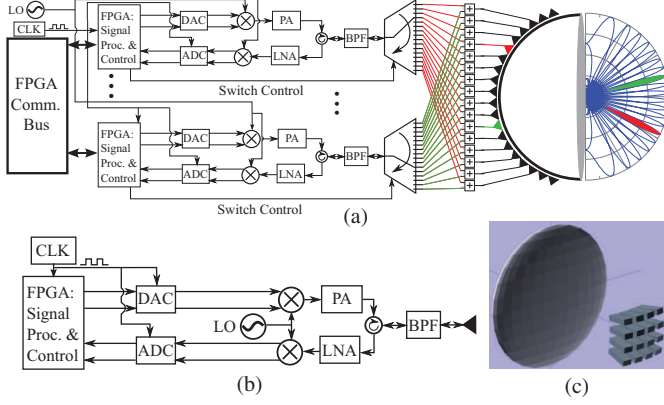 LO
CLK
FPGA:
Signal
Proc. &
Control
DAC
ADC
PA
LNA
BPF
Switch Control
FPGA
Comm.
Bus
FPGA:
Signal
Proc. &
Control
DAC
ADC
PA
LNA
BPF
Switch Control
(a)
CLK
FPGA:
Signal
Proc. &
Control
DAC
ADC
LO
PA
LNA
BPF
(b)
(c)